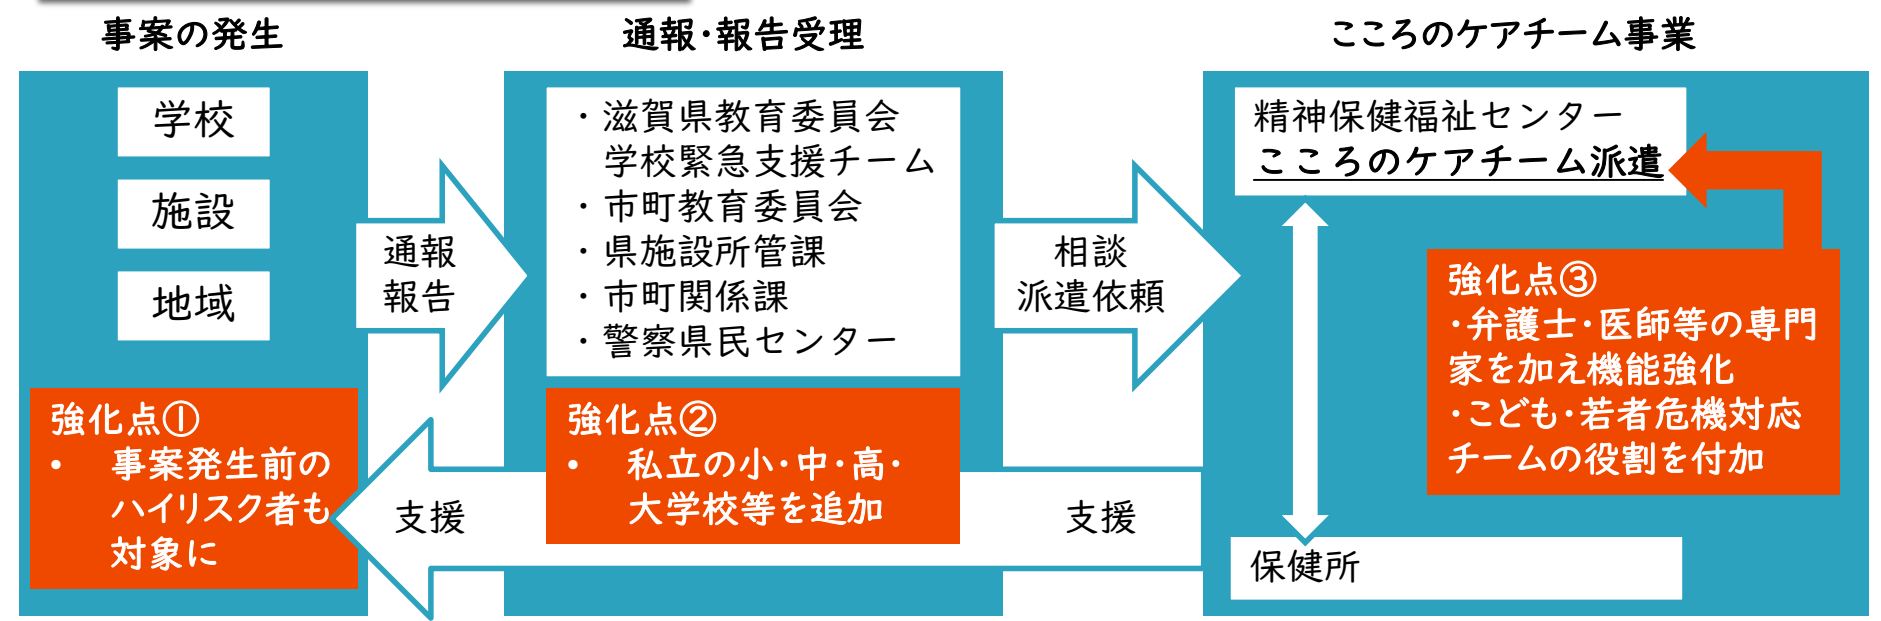 事案の発生
学校
施設
地域
強化点①
• 事案発生前の
ハイリスク者も
対象に
通報
報告
通報・報告受理
・滋賀県教育委員会
学校緊急支援チーム
・市町教育委員会
・県施設所管課
・市町関係課
・警察県民センター
強化点②
• 私立の小・中・高・
大学校等を追加
相談
派遣依頼
支援
支援
こころのケアチーム事業
精神保健福祉センター
こころのケアチーム派遣
強化点③
・弁護士・医師等の専門
家を加え機能強化
・こども・若者危機対応
チームの役割を付加
保健所